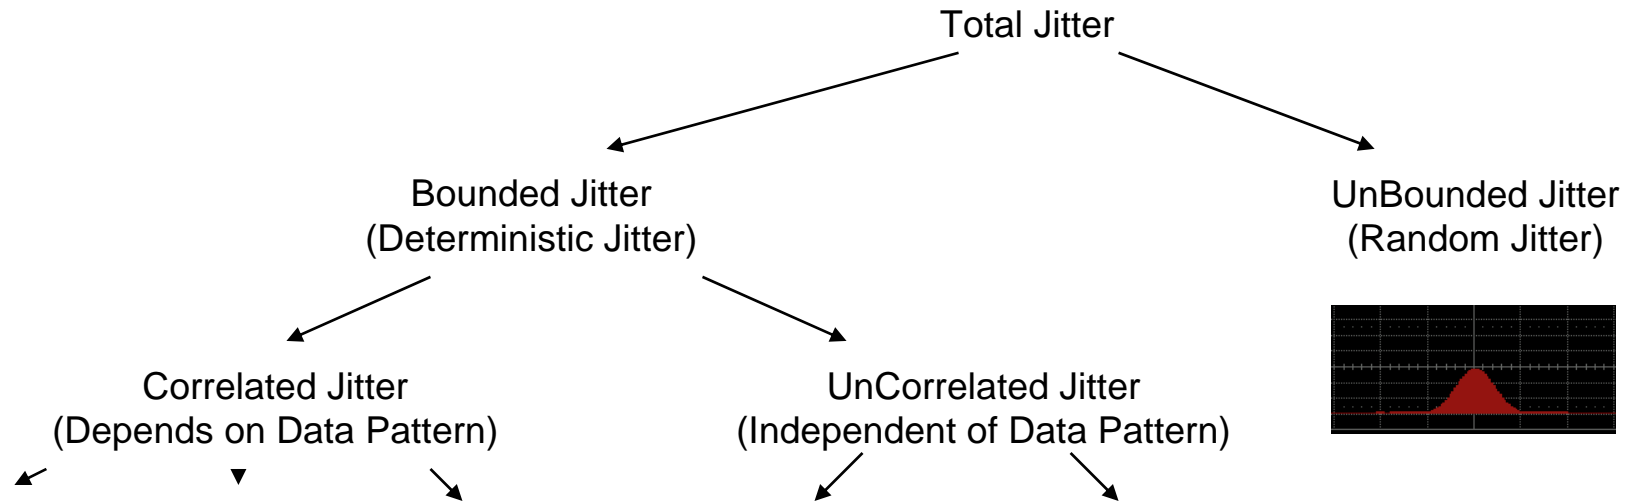 Total Jitter
Bounded Jitter
(Deterministic Jitter)
UnBounded Jitter
(Random Jitter)
Correlated Jitter
(Depends on Data Pattern)
UnCorrelated Jitter
(Independent of Data Pattern)